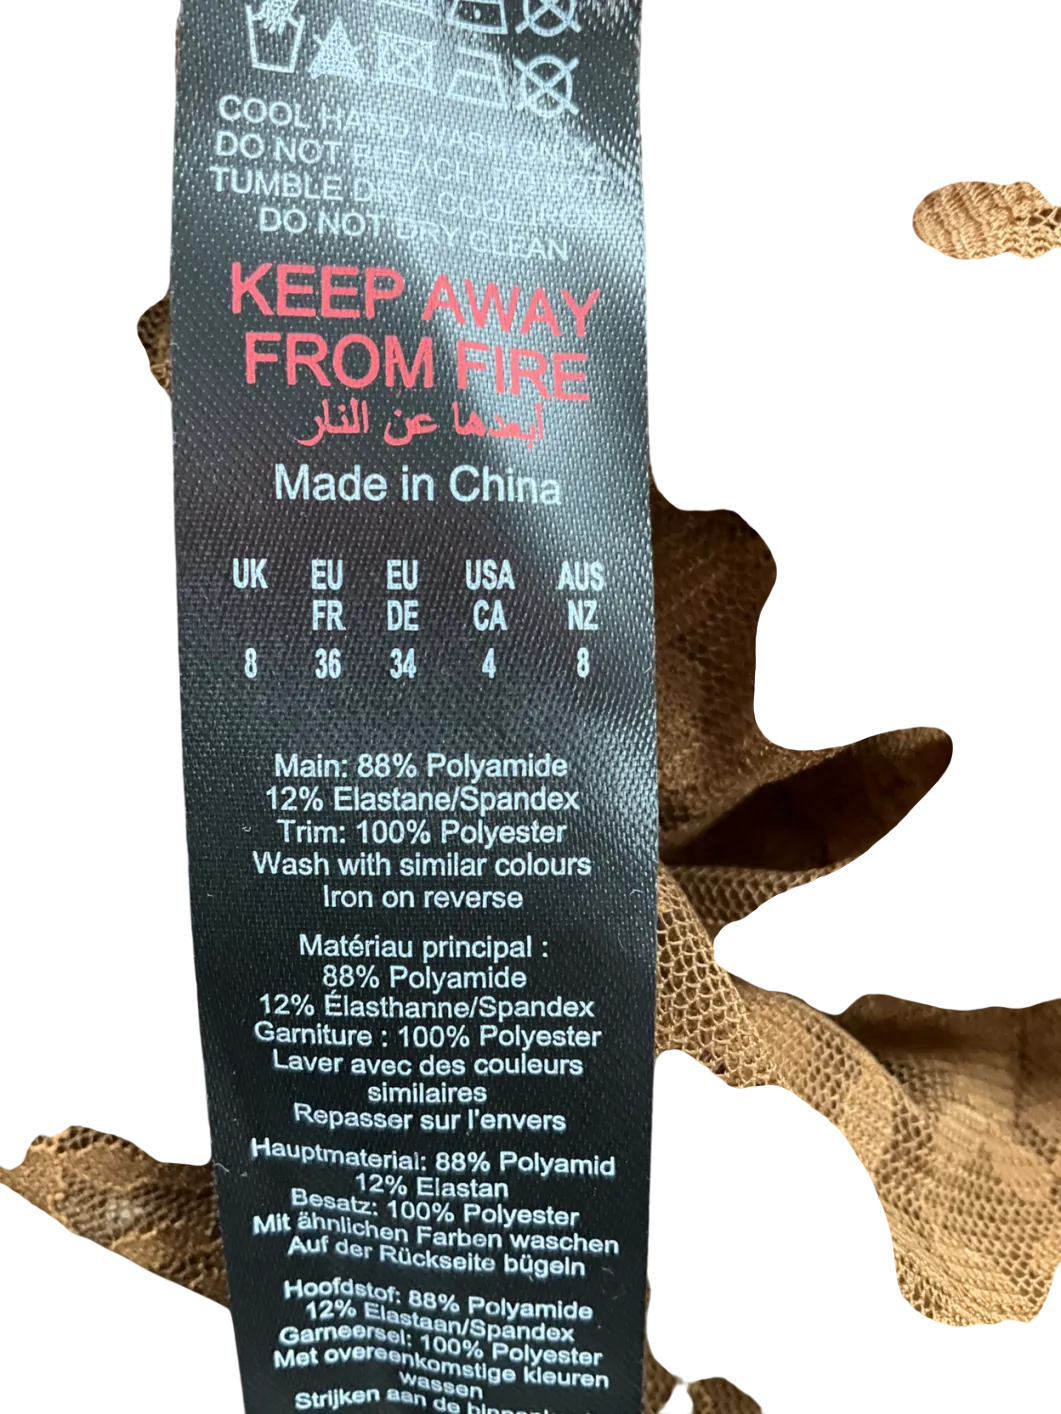 COOL HAND WASH ONLY,
DO NOT BLEACH, DO NOT
TUMBLE DRY, COOL IRON,
DO NOT DRY CLEAN
KEEP AWAY
FROM FIRE
أبعدها عن النار
Made in China
UK EU EU USA AUS
FR DE CA NZ
8 36 34 4 8
Main: 88% Polyamide
12% Elastane/Spandex
Trim: 100% Polyester
Wash with similar colours
Iron on reverse
Matériau principal :
88% Polyamide
12% Élasthanne/Spandex
Garniture : 100% Polyester
Laver avec des couleurs
similaires
Repasser sur l'envers
Hauptmaterial: 88% Polyamid
12% Elastan
Besatz: 100% Polyester
Mit ähnlichen Farben waschen
Auf der Rückseite bügeln
Hoofdstof: 88% Polyamide
12% Elastaan/Spandex
Garneersel: 100% Polyester
Met overeenkomstige kleuren
wassen
Strijken aan de